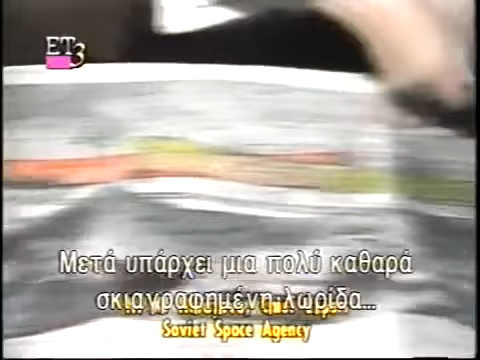 ET3
Μετά υπάρχει μια πολύ καθαρά
σκιαγραφημένη λωρίδα...
Soviet Space Agency